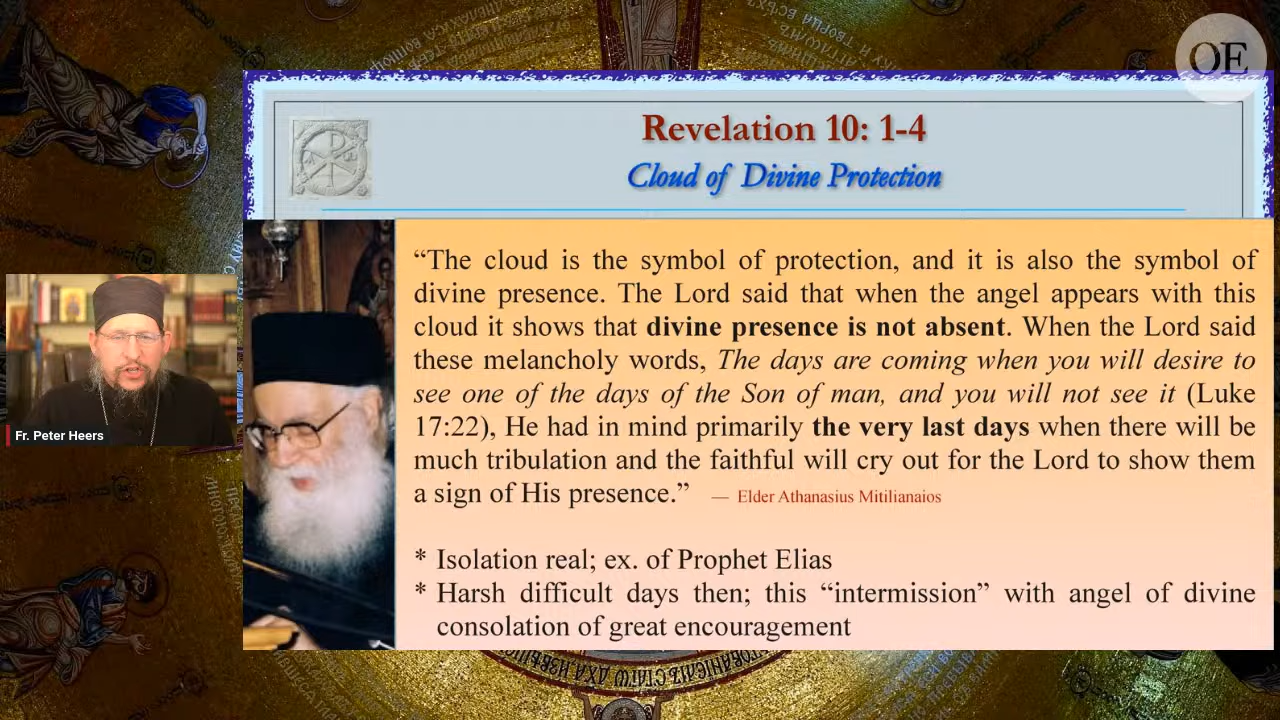 OE
Revelation 10: 1-4
Cloud of Divine Protection
“The cloud is the symbol of protection, and it is also the symbol of
divine presence. The Lord said that when the angel appears with this
cloud it shows that divine presence is not absent. When the Lord said
these melancholy words, The days are coming when you will desire to
see one of the days of the Son of man, and you will not see it (Luke
17:22), He had in mind primarily the very last days when there will be
much tribulation and the faithful will cry out for the Lord to show them
a sign of His presence.” — Elder Athanasius Mitilianaios
* Isolation real; ex. of Prophet Elias
* Harsh difficult days then; this “intermission” with angel of divine
consolation of great encouragement
Fr. Peter Heers